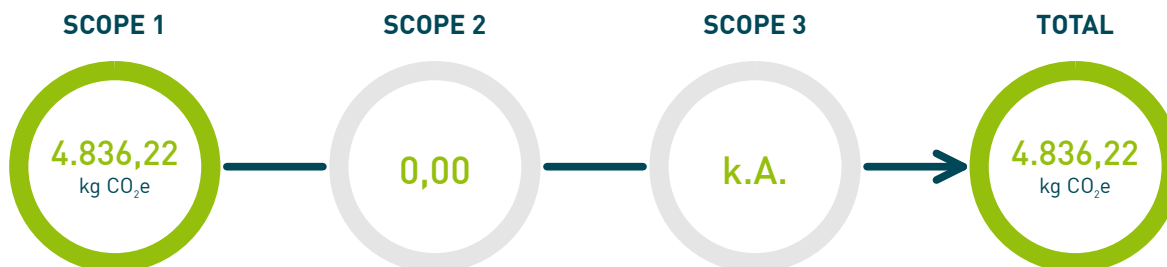 SCOPE 1
SCOPE 2
SCOPE 3
TOTAL
4.836,22
kg CO₂e
0,00
k.A.
4.836,22
kg CO₂e